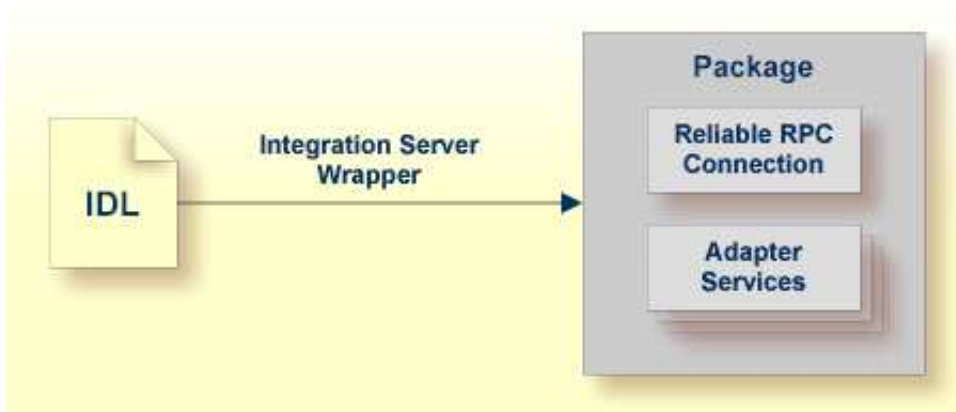 IDL
Integration Server
Wrapper
Package
Reliable RPC
Connection
Adapter
Services